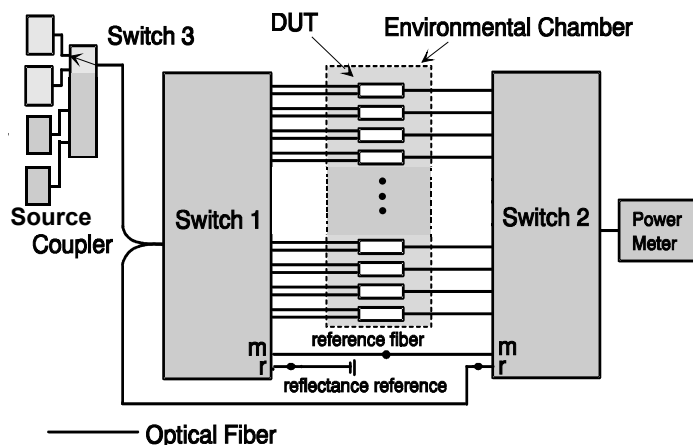 DUT
Environmental Chamber
Switch 3
Switch 1
Switch 2
Source
Coupler
Power
Meter
m
reference fiber
m
r
reflectance reference
r
Optical Fiber